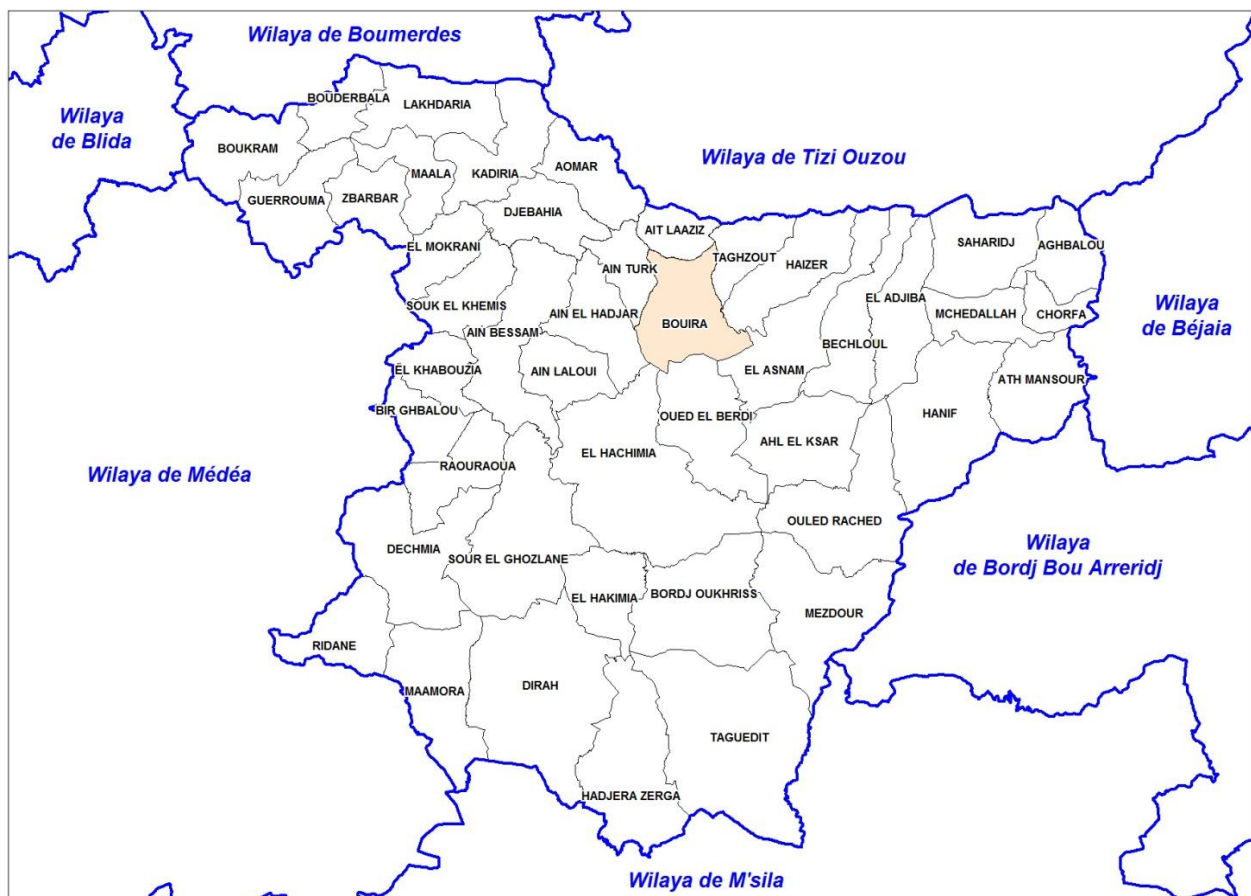 Wilaya de Boumerdes
Wilaya
de Blida
BOUDERBALA
LAKHDARIA
BOUKRAM
GUERROUMA
ZBARBAR
MAALA
KADIRIA
AOMAR
Wilaya de Tizi Ouzou
DJEBAHIA
EL MOKRANI
AIT LAAZIZ
TAGHZOUT
HAIZER
SAHARIDJ
AGHBALOU
AIN TURK
SOUK EL KHEMIS
AIN BESSAM
AIN EL HADJAR
BOUIRA
EL ADJIBA
MCHEDALLAH
CHORFA
Wilaya
de Béjaia
BECHLOUL
EL KHABOUZIA
AIN LALOUI
EL ASNAM
ATH MANSOUR
BIR GHBALOU
OUED EL BERDI
HANIF
AHL EL KSAR
EL HACHIMIA
RAOURAOUA
Wilaya de Médéa
OULED RACHED
DECHMIA
SOUR EL GHOZLANE
Wilaya
de Bordj Bou Arreridj
EL HAKIMIA
BORDJ OUKHRISS
MEZDOUR
RIDANE
MAAMORA
DIRAH
TAGUEDIT
HADJERA ZERGA
Wilaya de M'sila